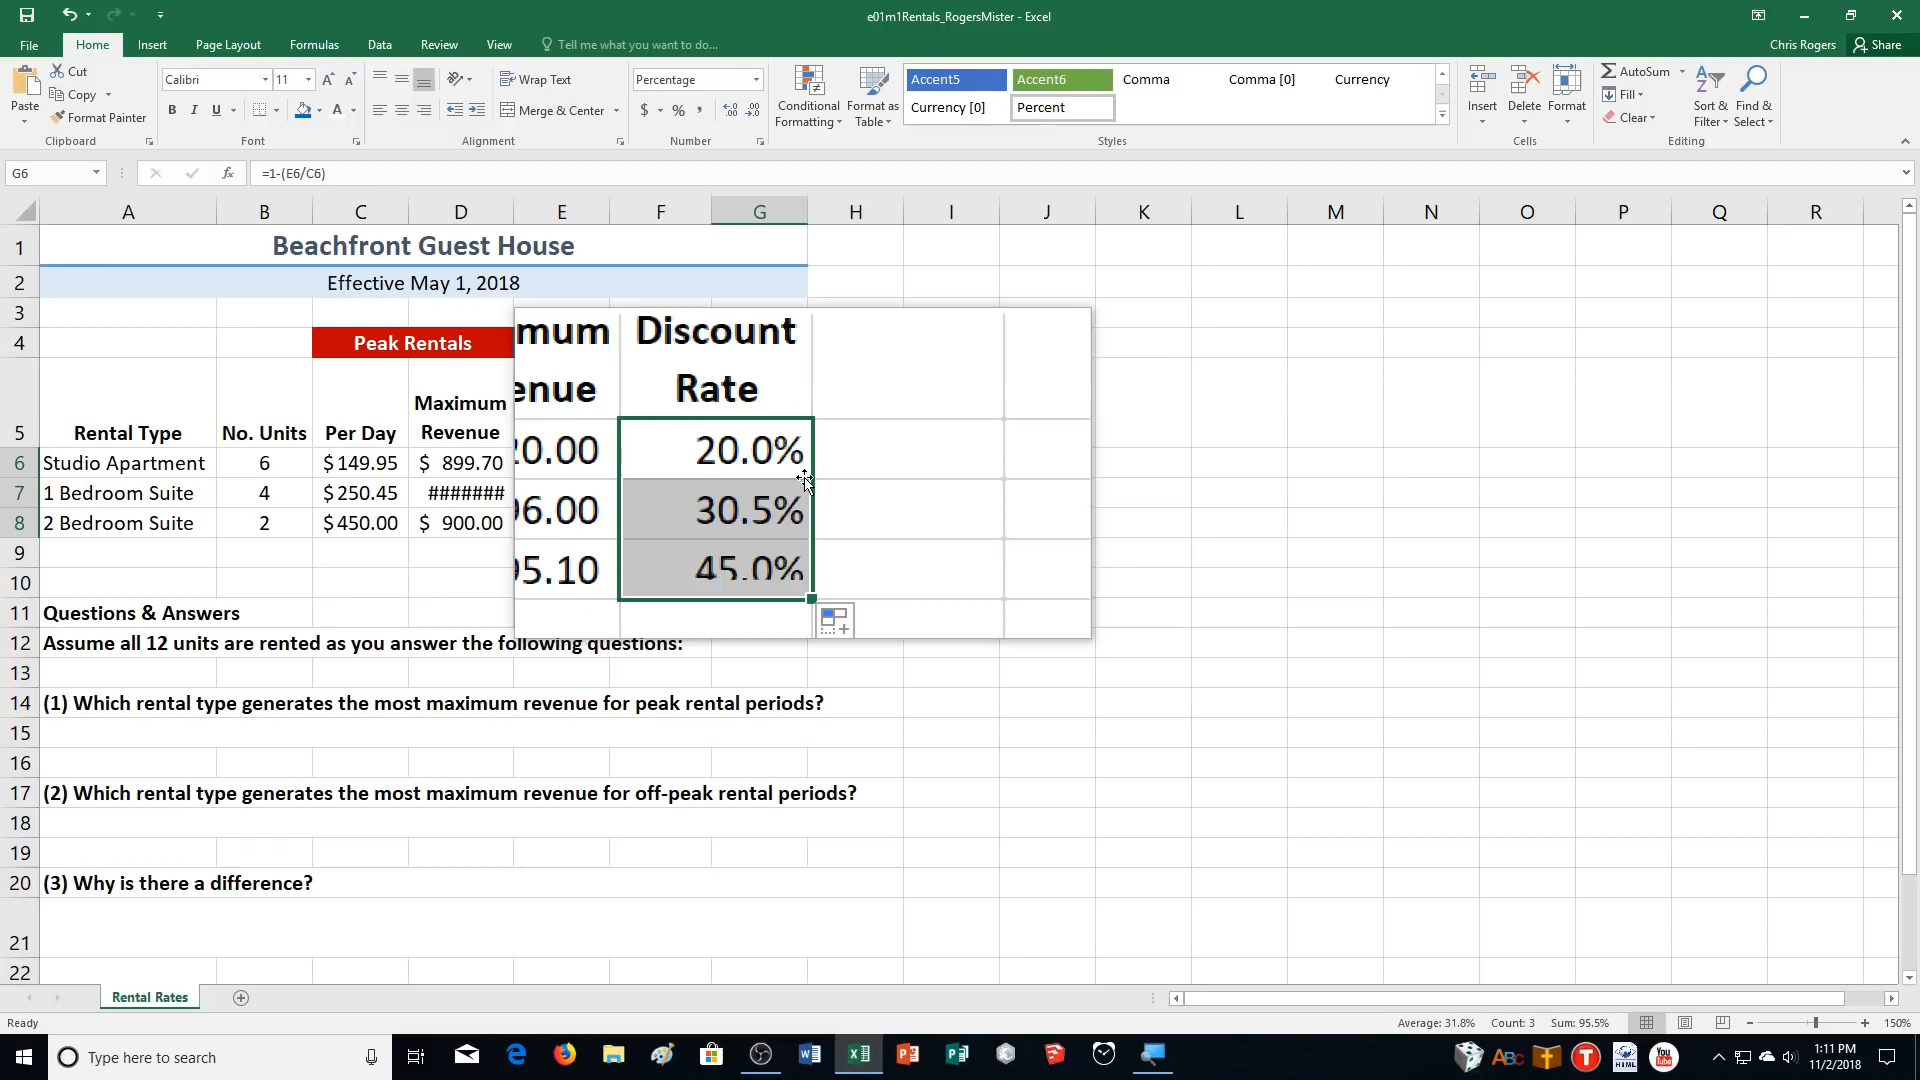 e01m1Rentals_RogersMister - Excel
File Home Insert Page Layout Formulas Data Review View Tell me what you want to do... Chris Rogers Share
Paste
Cut
Copy
Format Painter
Clipboard
Calibri 11
B I U
Font
Wrap Text
Merge & Center
Alignment
Percentage
$ % ,
Number
Conditional Formatting
Format as Table
Accent5 Accent6 Comma Comma [0] Currency
Currency [0] Percent
Styles
Insert Delete Format
Cells
AutoSum
Fill
Clear
Sort & Filter
Find & Select
Editing
G6 fx =1-(E6/C6)
A B C D E F G H I J K L M N O P Q R
1 Beachfront Guest House
2 Effective May 1, 2018
3
4 Peak Rentals
5 Rental Type No. Units Per Day Maximum Revenue
6 Studio Apartment 6 $149.95 $ 899.70
7 1 Bedroom Suite 4 $250.45 #######
8 2 Bedroom Suite 2 $450.00 $ 900.00
mum Discount
enue Rate
20.00 20.0%
96.00 30.5%
95.10 45.0%
9
10
11 Questions & Answers
12 Assume all 12 units are rented as you answer the following questions:
13
14 (1) Which rental type generates the most maximum revenue for peak rental periods?
15
16
17 (2) Which rental type generates the most maximum revenue for off-peak rental periods?
18
19
20 (3) Why is there a difference?
21
22
Rental Rates
Ready Average: 31.8% Count: 3 Sum: 95.5% 150%
Type here to search
ABC
HTML
You Tube
1:11 PM
11/2/2018